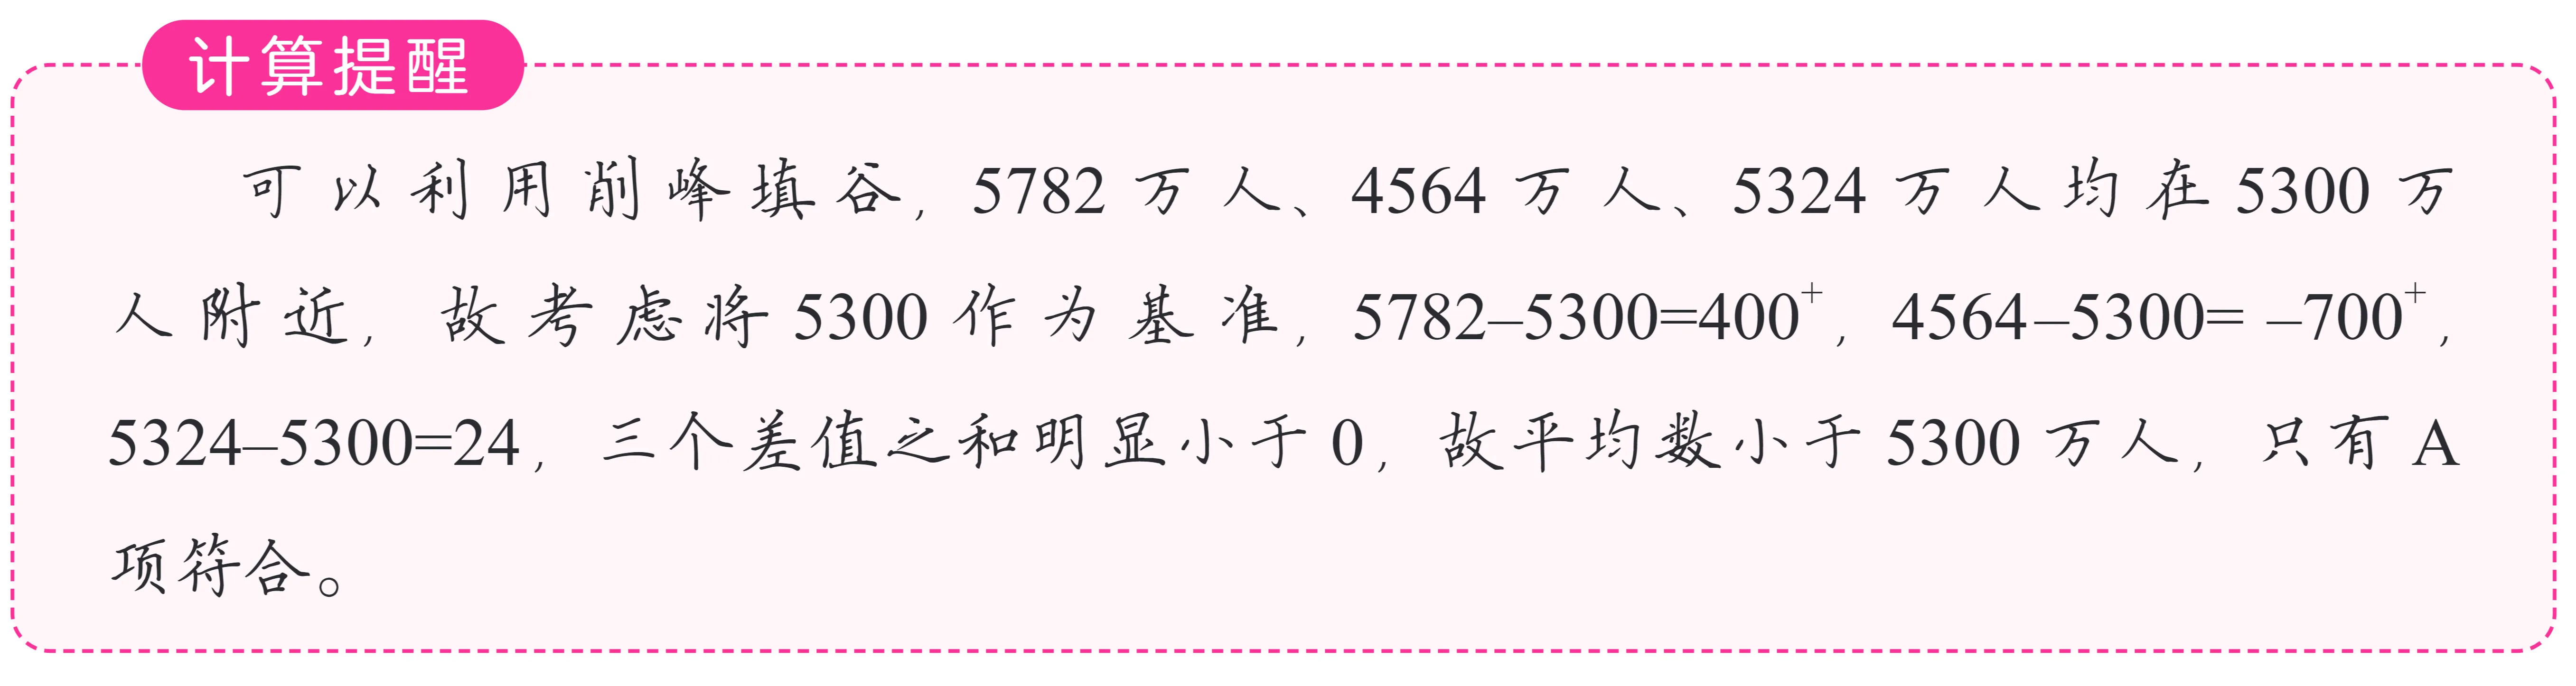 计算提醒
可以利用削峰填谷，5782 万人、4564 万人、5324 万人均在 5300 万
人附近，故考虑将 5300 作为基准，5782–5300=400⁺，4564–5300= –700⁺，
5324–5300=24，三个差值之和明显小于 0，故平均数小于 5300 万人，只有 A
项符合。